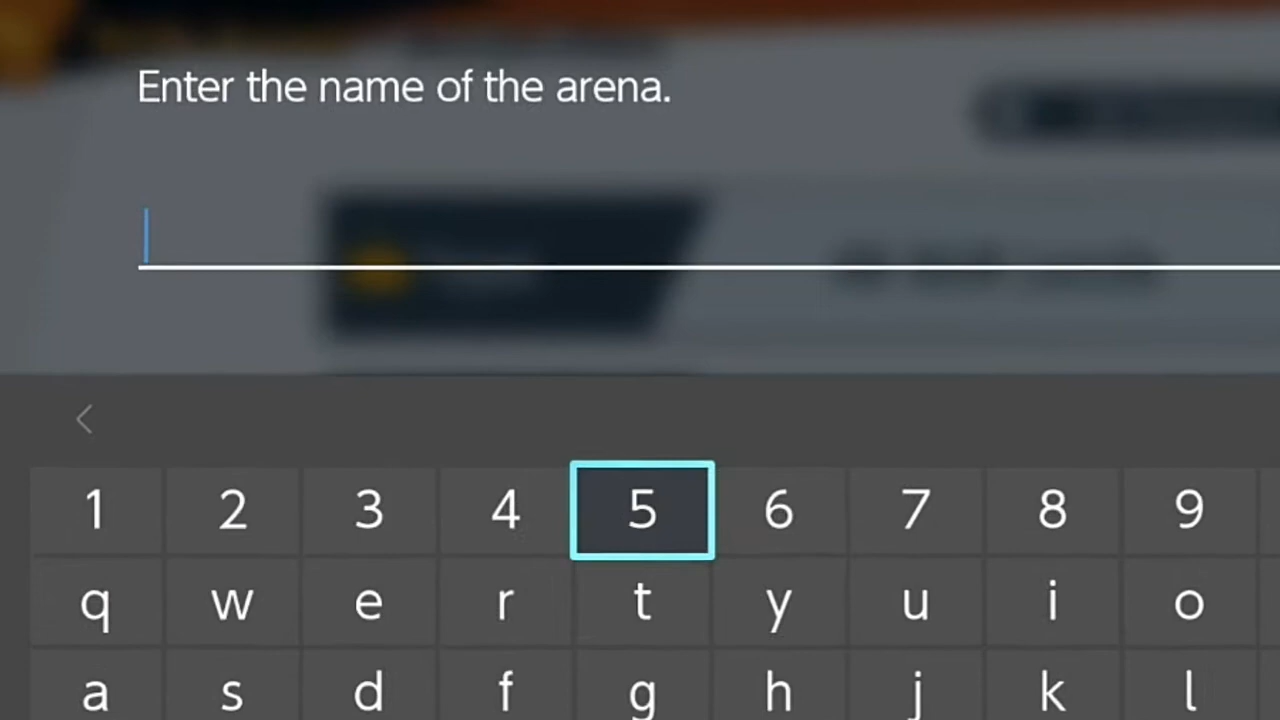 Enter the name of the arena.
1 2 3 4 5 6 7 8 9
q w e r t y u i o
a s d f g h j k l